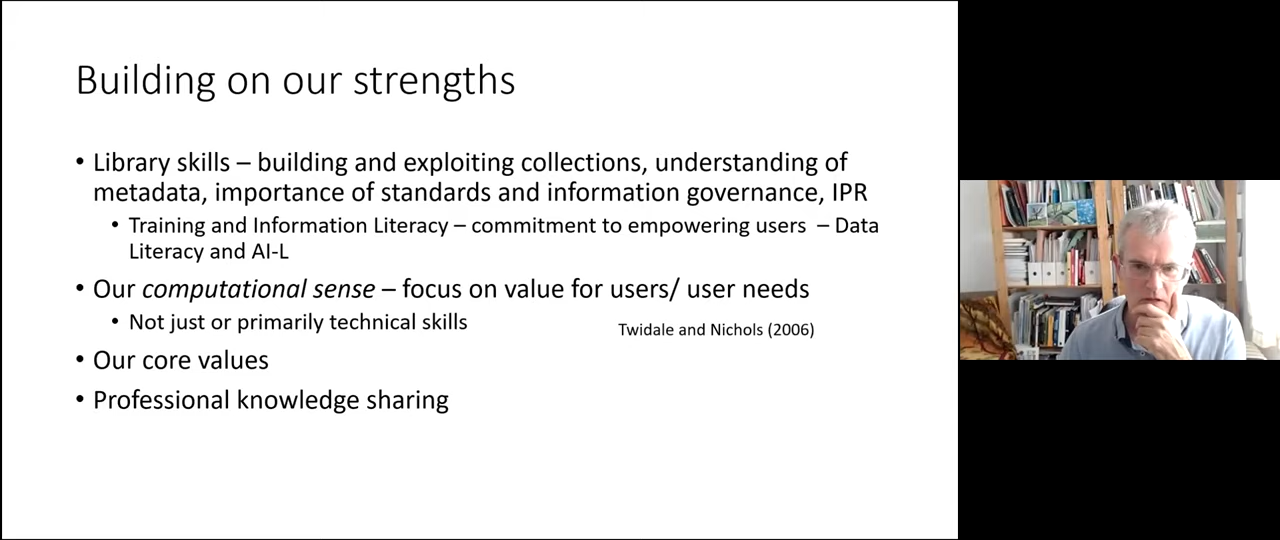 Building on our strengths
• Library skills – building and exploiting collections, understanding of
metadata, importance of standards and information governance, IPR
• Training and Information Literacy – commitment to empowering users – Data
Literacy and AI-L
• Our computational sense – focus on value for users/ user needs
• Not just or primarily technical skills
Twidale and Nichols (2006)
• Our core values
• Professional knowledge sharing